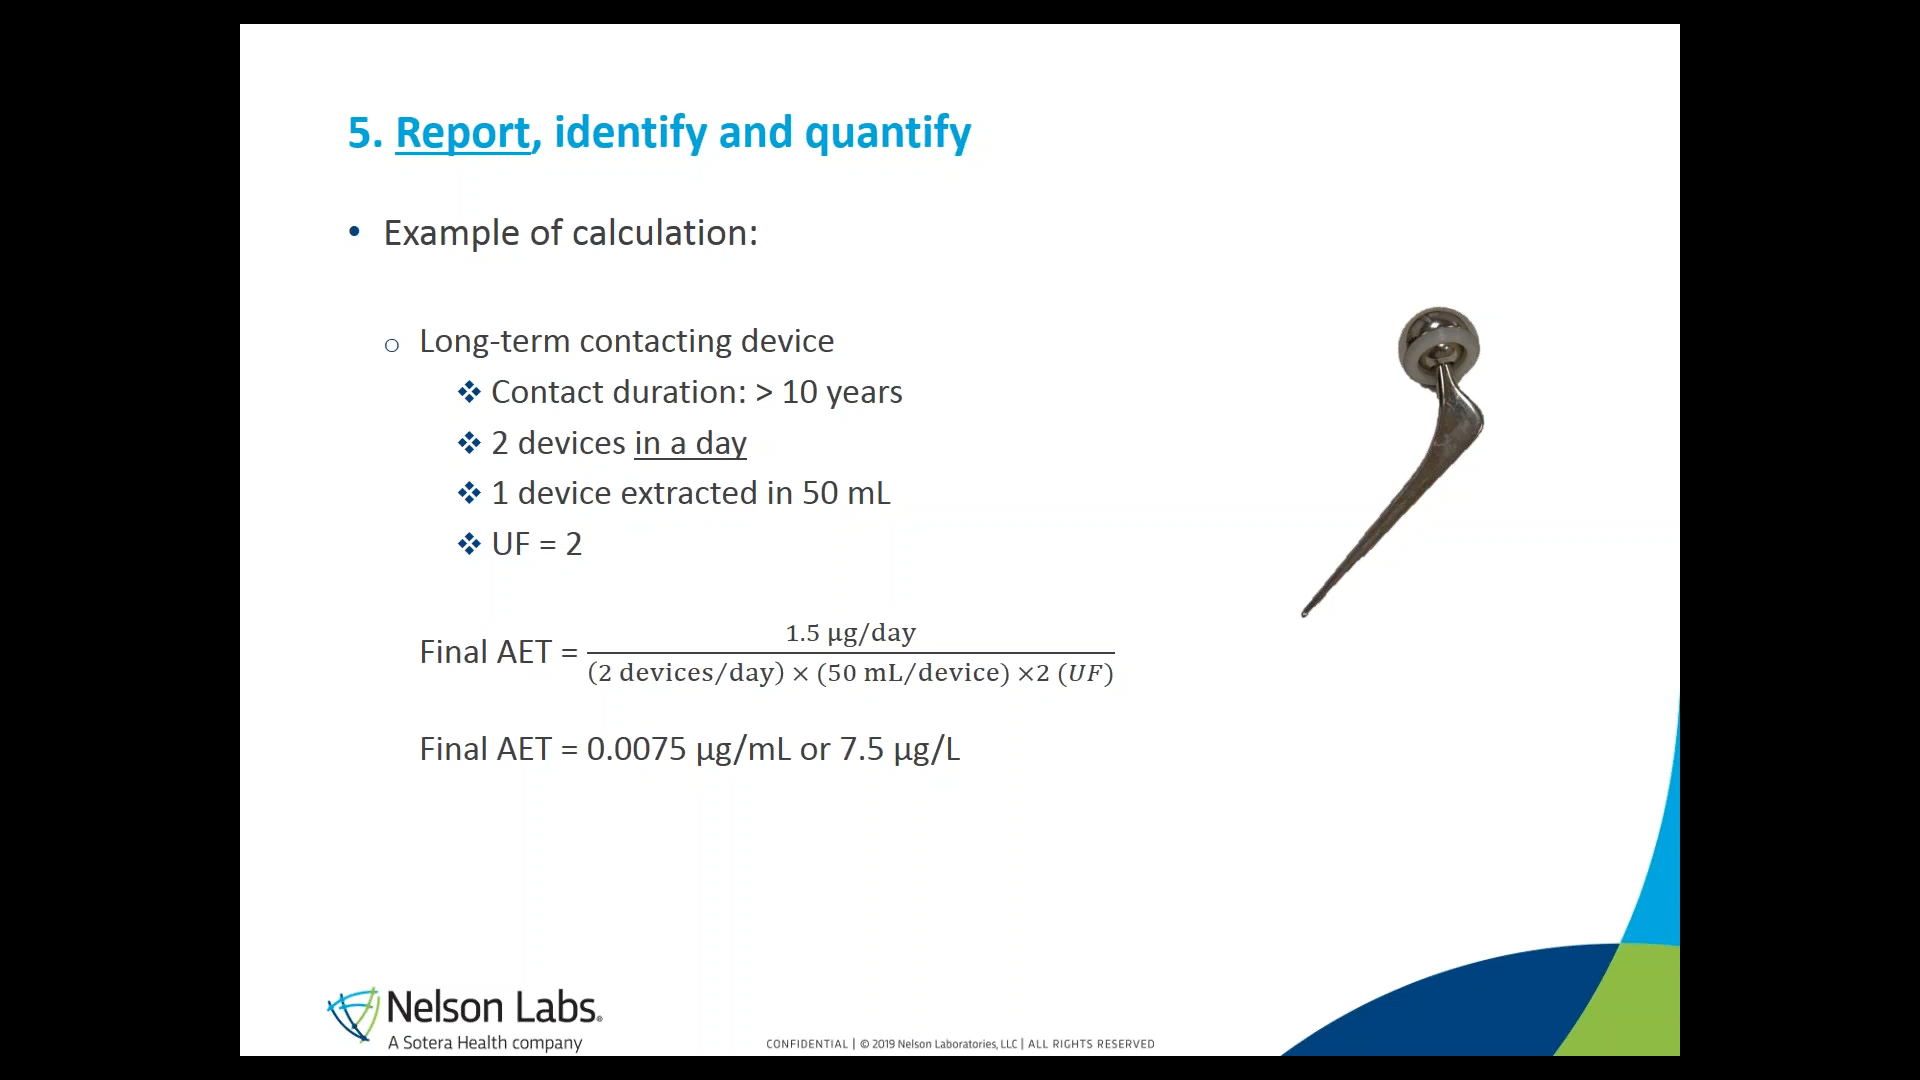 5. Report, identify and quantify
• Example of calculation:
o Long-term contacting device
❖ Contact duration: > 10 years
❖ 2 devices in a day
❖ 1 device extracted in 50 mL
❖ UF = 2
1.5 µg/day
Final AET =
(2 devices/day) × (50 mL/device) ×2 (UF)
Final AET = 0.0075 µg/mL or 7.5 µg/L
Nelson Labs®
A Sotera Health company
CONFIDENTIAL | © 2019 Nelson Laboratories, LLC | ALL RIGHTS RESERVED